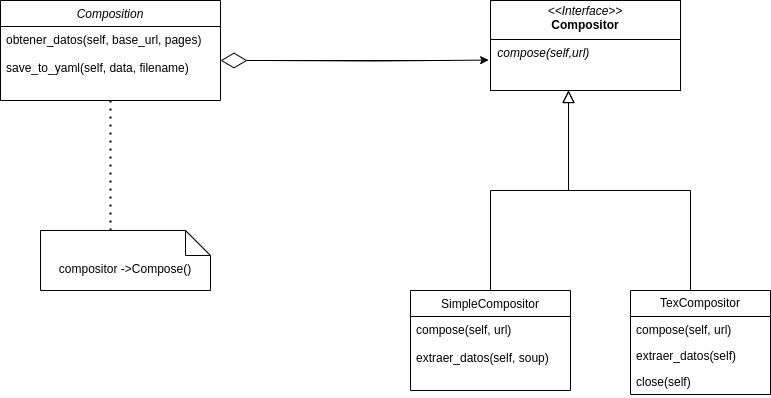 Composition
obtener_datos(self, base_url, pages)
save_to_yaml(self, data, filename)
<<Interface>>
Compositor
compose(self,url)
compositor ->Compose()
SimpleCompositor
compose(self, url)
extraer_datos(self, soup)
TexCompositor
compose(self, url)
extraer_datos(self)
close(self)